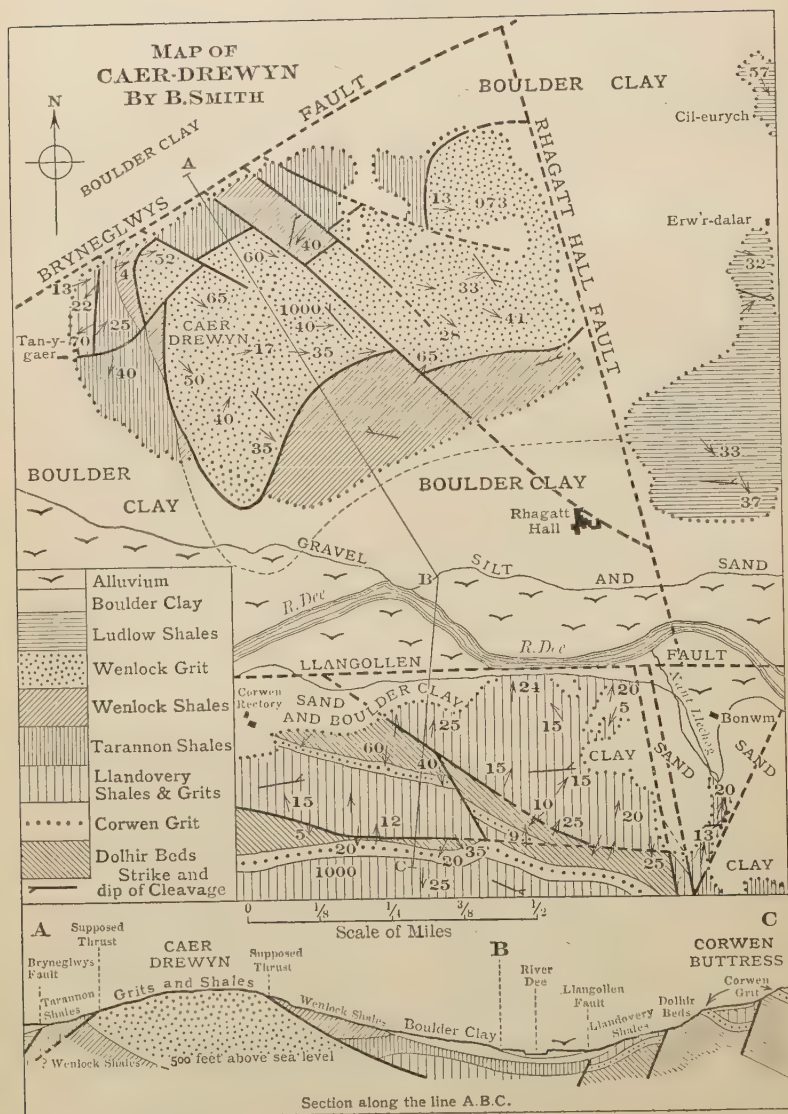 MAP OF
CAER-DREWYN
BY B. SMITH
N
BOULDER CLAY
BRYNEGLWYS FAULT
A
BOULDER CLAY
57
Cil-eurych
RHAGATT HALL FAULT
13
973
Erw'r-dalar
32
40
52
4
13
22
60
65
33
25
1000
40
41
CAER
DREWYN
28
Tan-y-
gaer
70
17
35
40
50
65
40
35
33
37
BOULDER
CLAY
BOULDER CLAY
Rhagatt
Hall
GRAVEL SILT AND SAND
B
R. Dee
R. Dee
LLANGOLLEN FAULT
Alluvium
Boulder Clay
Ludlow Shales
Wenlock Grit
Wenlock Shales
Tarannon Shales
Llandovery
Shales & Grits
Corwen Grit
Dolhir Beds
Strike and
dip of Cleavage
Corwen
Rectory
SAND
AND BOULDER CLAY
24
20
5
25
15
CLAY
SAND
Nant Llechog
Bonwm
SAND
60
40
15
15
10
15
12
20
20
5
9
25
13
20
20
35
25
C
1000
25
CLAY
0 1/8 1/4 3/8 1/2
Scale of Miles
A
Supposed
Thrust
CAER
DREWYN
Supposed
Thrust
B
C
CORWEN
BUTTRESS
Bryneglwys
Fault
River
Dee
Llangollen
Fault
Dolhir
Beds
Corwen
Grit
Tarannon
Shales
Grits and Shales
Wenlock Shales
Boulder Clay
Llandovery
Shales
? Wenlock Shales
500 feet above sea level
Section along the line A.B.C.